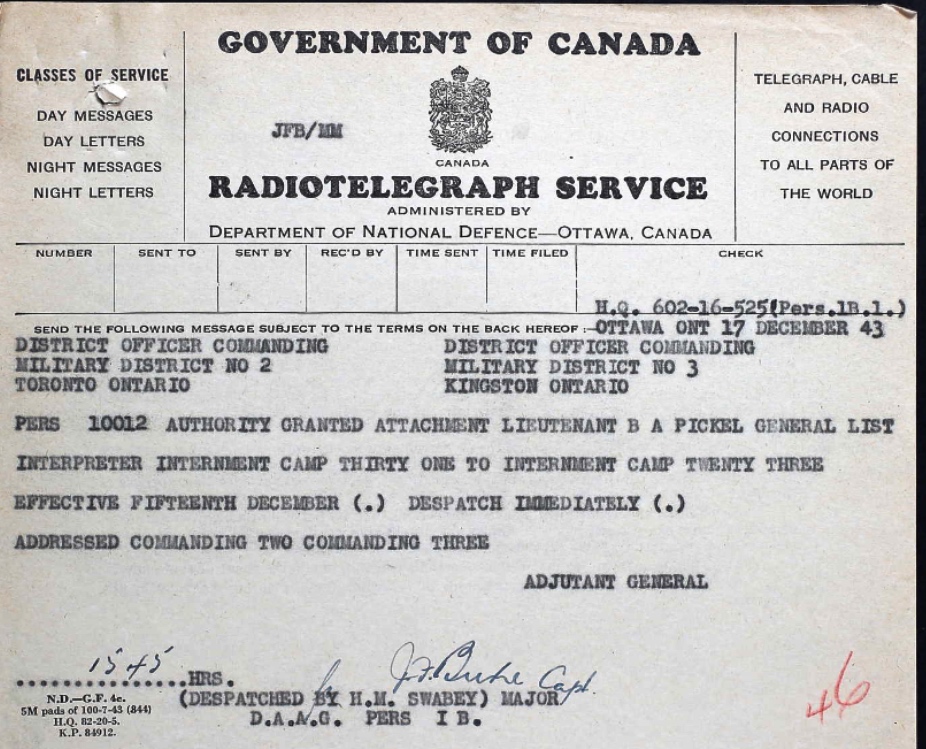 GOVERNMENT OF CANADA
CLASSES OF SERVICE
DAY MESSAGES
DAY LETTERS
NIGHT MESSAGES
NIGHT LETTERS
JFB/MM
CANADA
RADIOTELEGRAPH SERVICE
ADMINISTERED BY
DEPARTMENT OF NATIONAL DEFENCE—OTTAWA, CANADA
TELEGRAPH, CABLE
AND RADIO
CONNECTIONS
TO ALL PARTS OF
THE WORLD
NUMBER SENT TO SENT BY REC'D BY TIME SENT TIME FILED CHECK
H.Q. 602-16-525(Pers.1B.1.)
SEND THE FOLLOWING MESSAGE SUBJECT TO THE TERMS ON THE BACK HEREOF :—OTTAWA ONT 17 DECEMBER 43
DISTRICT OFFICER COMMANDING DISTRICT OFFICER COMMANDING
MILITARY DISTRICT NO 2 MILITARY DISTRICT NO 3
TORONTO ONTARIO KINGSTON ONTARIO
PERS 10012 AUTHORITY GRANTED ATTACHMENT LIEUTENANT B A PICKEL GENERAL LIST
INTERPRETER INTERNMENT CAMP THIRTY ONE TO INTERNMENT CAMP TWENTY THREE
EFFECTIVE FIFTEENTH DECEMBER (.) DESPATCH IMMEDIATELY (.)
ADDRESSED COMMANDING TWO COMMANDING THREE
ADJUTANT GENERAL
1545 HRS.
for J.F. Burke Capt.
(DESPATCHED BY H.M. SWABEY) MAJOR
D.A.A.G. PERS I B.
N.D.—G.F. 4c.
5M pads of 100-7-43 (844)
H.Q. 82-20-5.
K.P. 84912.
46